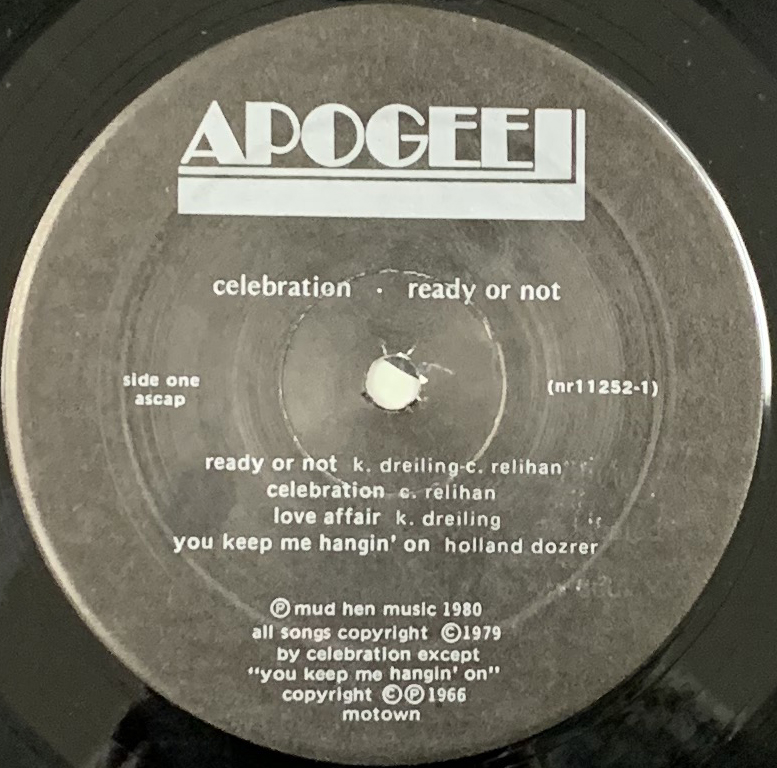 APOGEE
celebration · ready or not
side one
ascap
(nr11252-1)
ready or not k. dreiling-c. relihan
celebration c. relihan
love affair k. dreiling
you keep me hangin' on holland dozrer
Ⓟ mud hen music 1980
all songs copyright ©1979
by celebration except
"you keep me hangin' on"
copyright ©Ⓟ 1966
motown